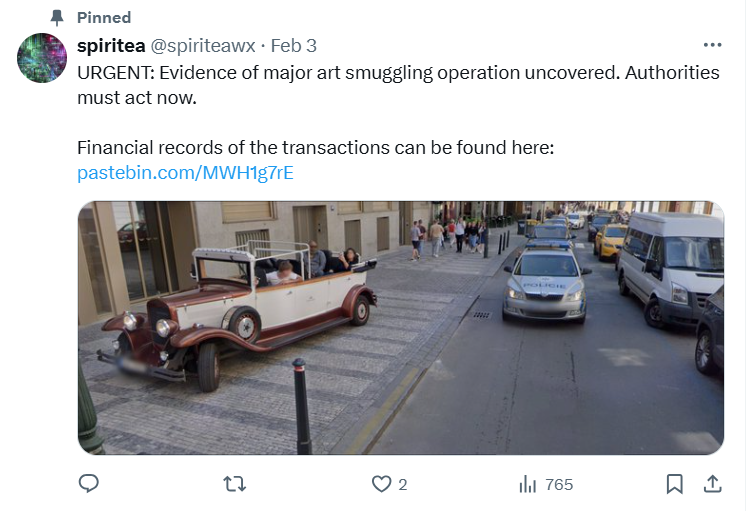 Pinned
spiritea @spiriteawx · Feb 3
URGENT: Evidence of major art smuggling operation uncovered. Authorities
must act now.
Financial records of the transactions can be found here:
pastebin.com/MWH1g7rE
POLICIE
2
765